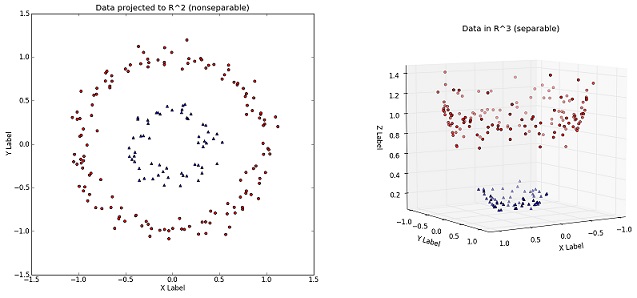 Data projected to R^2 (nonseparable)
1.5
1.0
0.5
0.0
−0.5
−1.0
−1.5
Y Label
−1.5 −1.0 −0.5 0.0 0.5 1.0 1.5
X Label
Data in R^3 (separable)
1.4
1.2
1.0
0.8
0.6
0.4
0.2
Z Label
−1.0
−0.5
0.0
0.5
1.0
Y Label
1.0 0.5 0.0 −0.5 −1.0
X Label